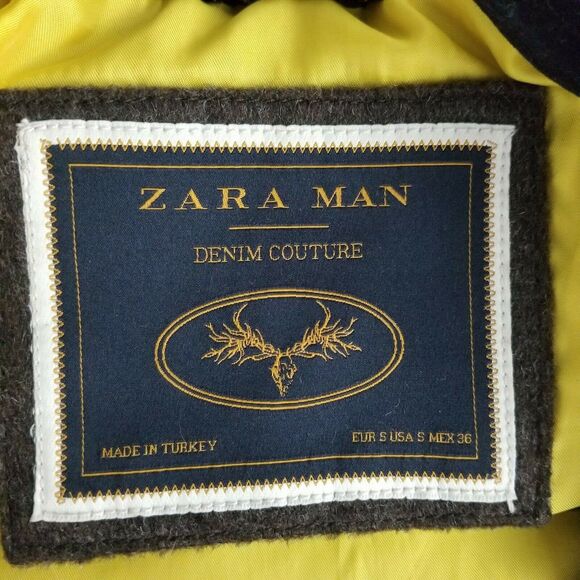 ZARA MAN
DENIM COUTURE
MADE IN TURKEY
EUR S USA S MEX 36